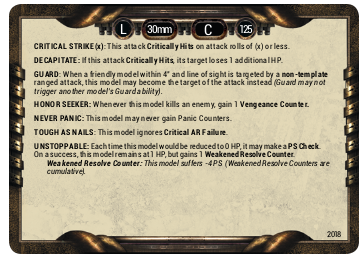 L 30mm C 125
CRITICAL STRIKE (x): This attack Critically Hits on attack rolls of (x) or less.
DECAPITATE: If this attack Critically Hits, its target loses 1 additional HP.
GUARD: When a friendly model within 4" and line of sight is targeted by a non-template
ranged attack, this model may become the target of the attack instead (Guard may not
trigger another model's Guard ability).
HONOR SEEKER: Whenever this model kills an enemy, gain 1 Vengeance Counter.
NEVER PANIC: This model may never gain Panic Counters.
TOUGH AS NAILS: This model ignores Critical AR Failure.
UNSTOPPABLE: Each time this model would be reduced to 0 HP, it may make a PS Check.
On a success, this model remains at 1 HP, but gains 1 Weakened Resolve Counter.
Weakened Resolve Counter: This model suffers -4 PS (Weakened Resolve Counters are
cumulative).
2018